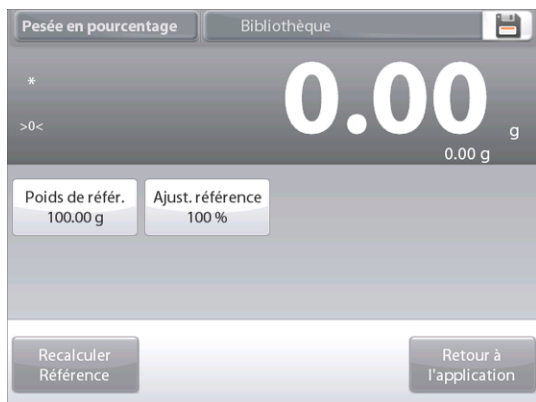 Pesée en pourcentage
Bibliothèque
*
0.00 g
>0<
0.00 g
Poids de référ.
100.00 g
Ajust. référence
100 %
Recalculer
Référence
Retour à
l'application